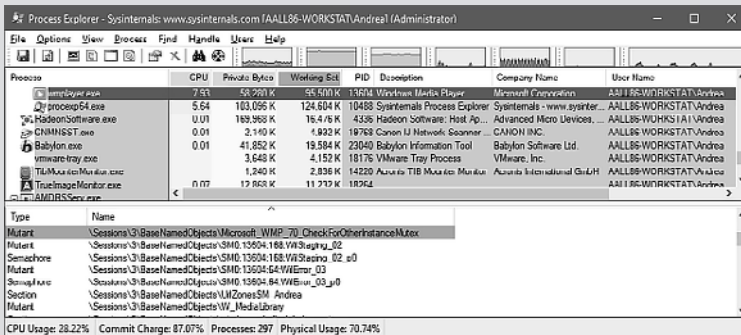 Process Explorer - Sysinternals: www.sysinternals.com [AALL86-WORKSTAT\Andrea] (Administrator)
File Options View Process Find Handle Users Help
Process CPU Private Bytes Working Set PID Description Company Name User Name
wmplayer.exe 7.93 58,280 K 95,500 K 13604 Windows Media Player Microsoft Corporation AALL86-WORKSTAT\Andrea
procexp64.exe 5.64 103,096 K 124,604 K 10488 Sysinternals Process Explorer Sysinternals - www.sysinter... AALL86-WORKSTAT\Andrea
RadeonSoftware.exe 0.01 169,968 K 16,476 K 4336 Radeon Software: Host Ap... Advanced Micro Devices, ... AALL86-WORKSTAT\Andrea
CNMNSST.exe 0.01 2,140 K 4,932 K 19768 Canon IJ Network Scanner ... CANON INC. AALL86-WORKSTAT\Andrea
Babylon.exe 0.01 41,852 K 19,584 K 23040 Babylon Information Tool Babylon Software Ltd. AALL86-WORKSTAT\Andrea
vmware-tray.exe 3,648 K 4,152 K 18176 VMware Tray Process VMware, Inc. AALL86-WORKSTAT\Andrea
TibMounterMonitor.exe 1,240 K 2,836 K 14220 Acronis TIB Mounter Monitor Acronis International GmbH AALL86-WORKSTAT\Andrea
TrueImageMonitor.exe 0.07 12,868 K 11,232 K 18264 AALL86-WORKSTAT\Andrea
AMDRSServ.exe
Type Name
Mutant \Sessions\3\BaseNamedObjects\Microsoft_WMP_70_CheckForOtherInstanceMutex
Mutant \Sessions\3\BaseNamedObjects\SM0:13604:168:WilStaging_02
Semaphore \Sessions\3\BaseNamedObjects\SM0:13604:168:WilStaging_02_p0
Mutant \Sessions\3\BaseNamedObjects\SM0:13604:64:WilError_03
Semaphore \Sessions\3\BaseNamedObjects\SM0:13604:64:WilError_03_p0
Section \Sessions\3\BaseNamedObjects\UrlZonesSM_Andrea
Mutant \Sessions\3\BaseNamedObjects\W_MediaLibrary
CPU Usage: 28.22% Commit Charge: 87.07% Processes: 297 Physical Usage: 70.74%